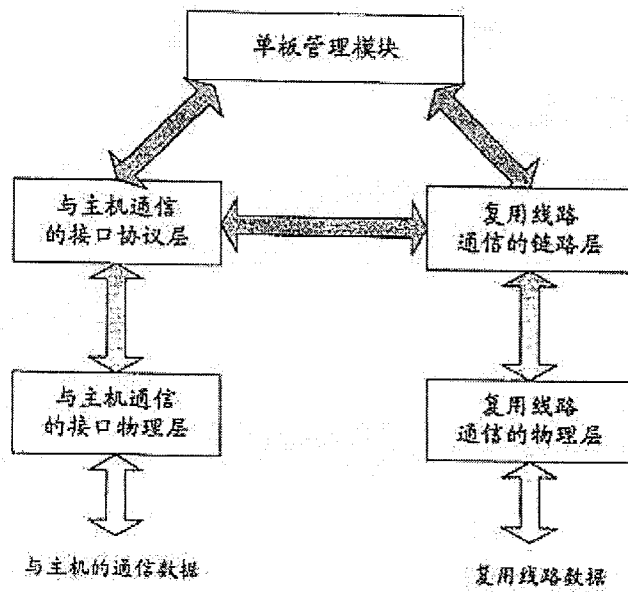 单板管理模块
与主机通信
的接口协议层
复用线路
通信的链路层
与主机通信
的接口物理层
复用线路
通信的物理层
与主机的通信数据
复用线路数据